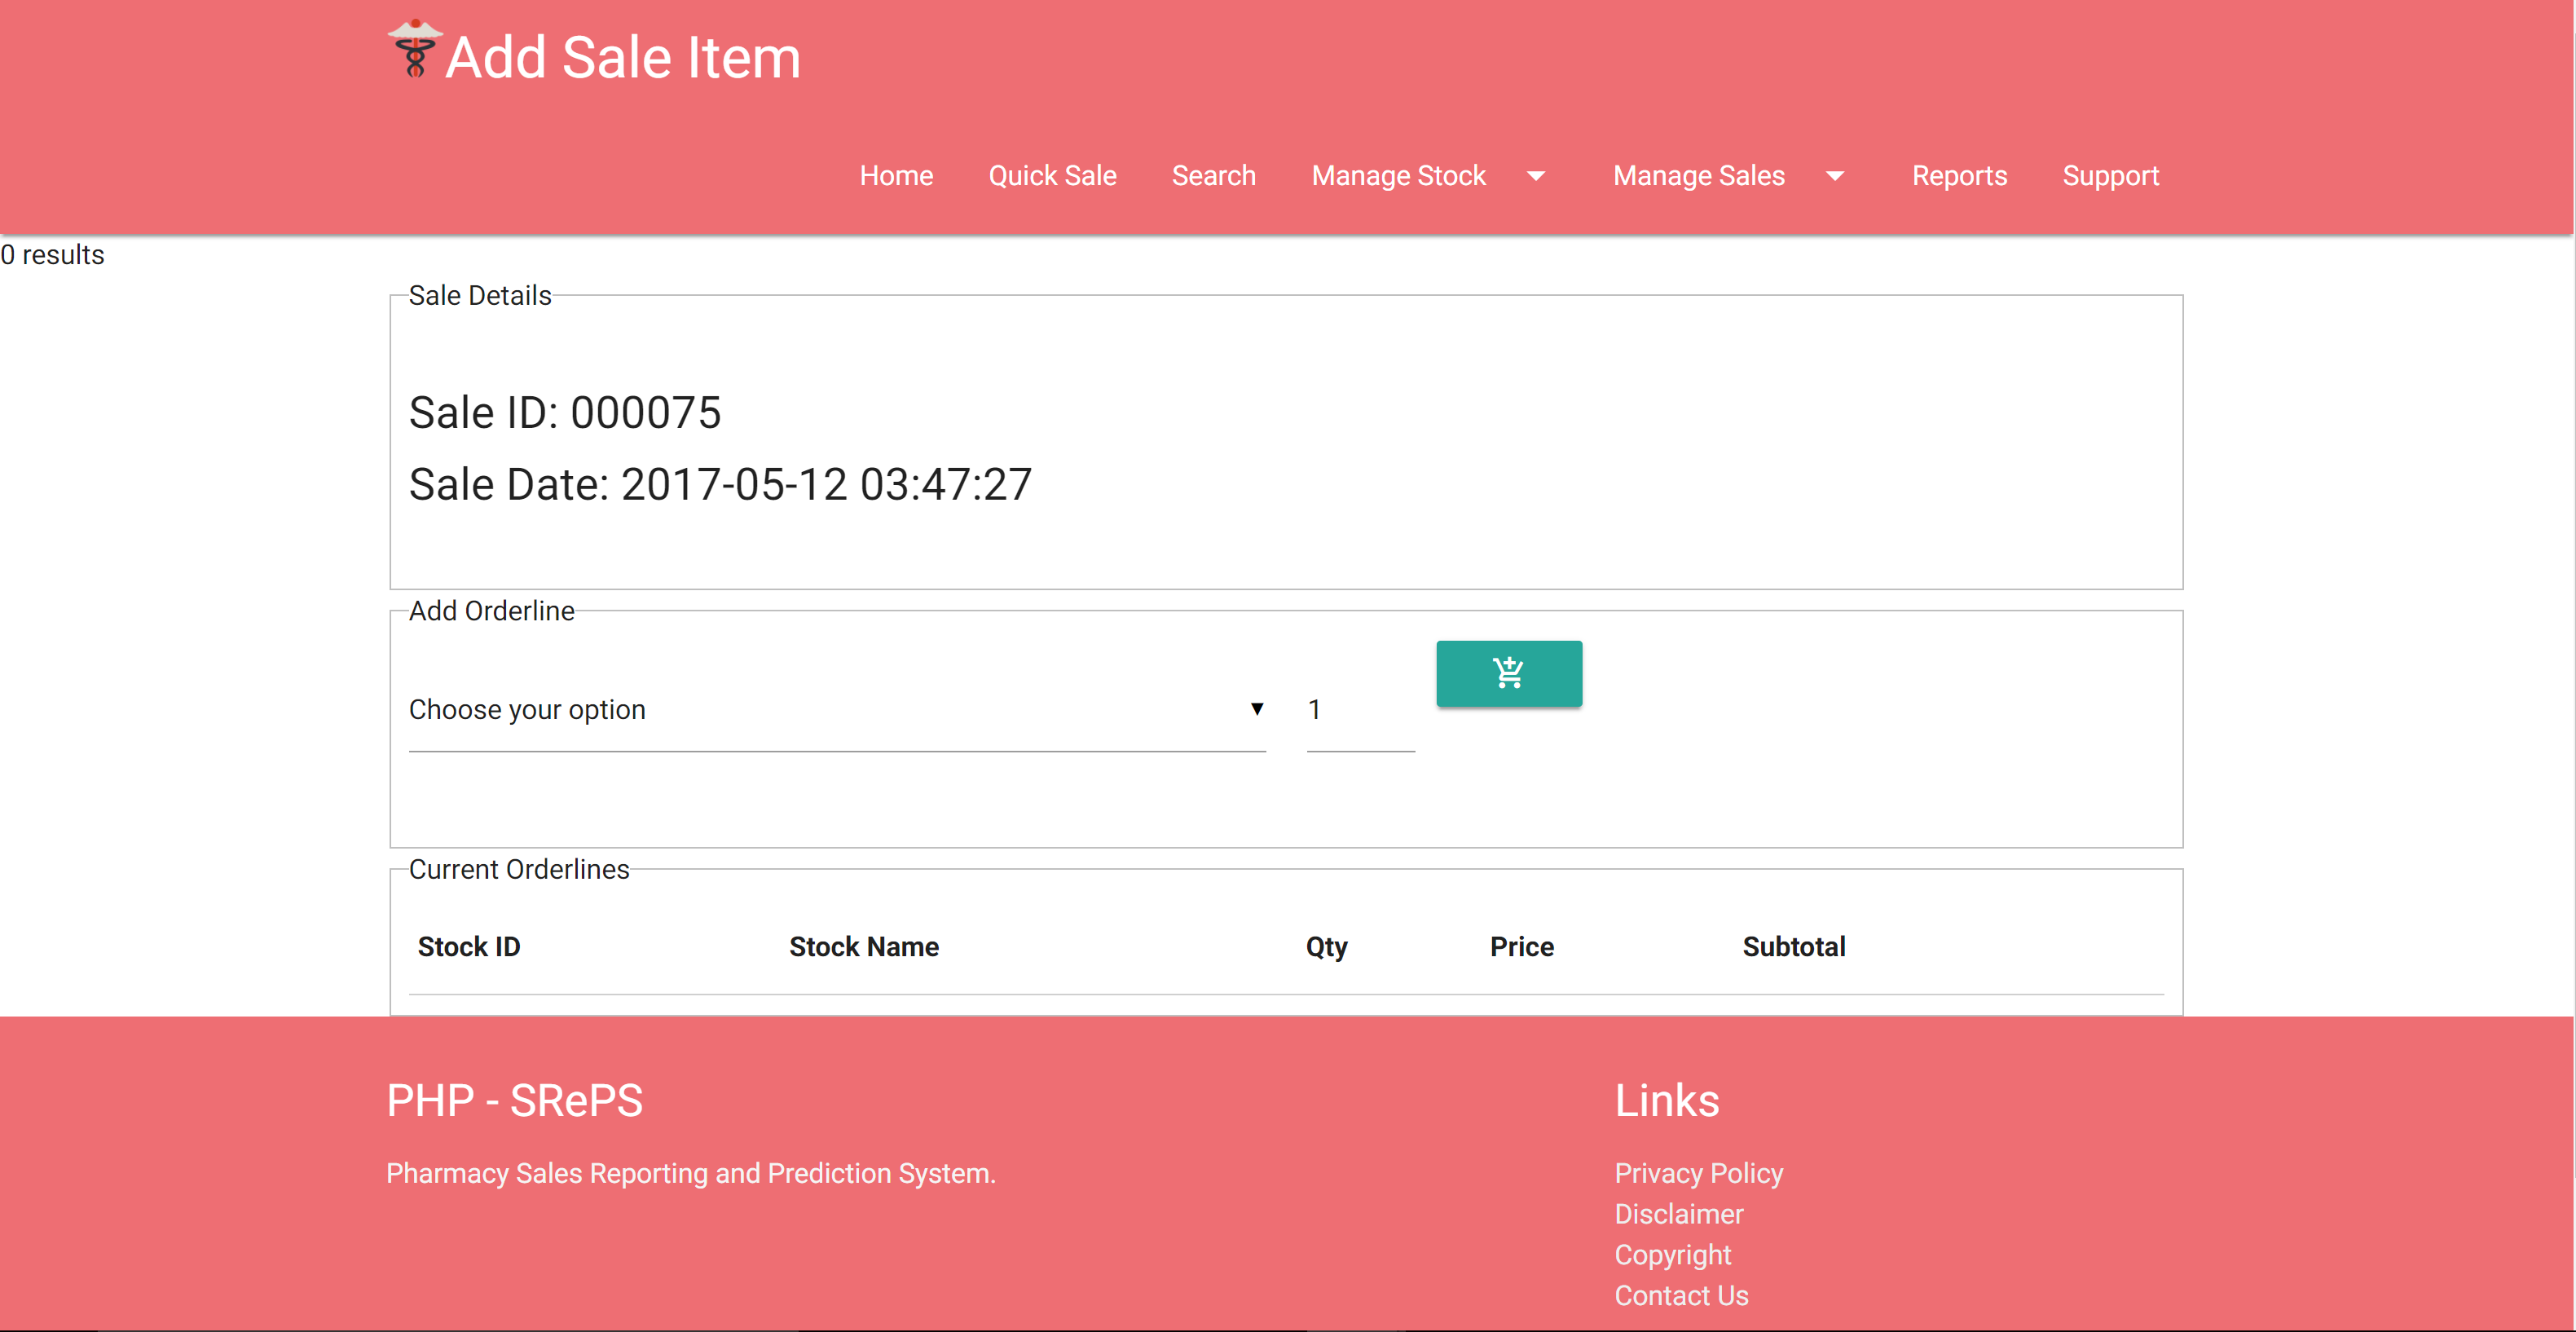 Add Sale Item
Home Quick Sale Search Manage Stock Manage Sales Reports Support
0 results
Sale Details
Sale ID: 000075
Sale Date: 2017-05-12 03:47:27
Add Orderline
Choose your option 1
Current Orderlines
Stock ID Stock Name Qty Price Subtotal
PHP - SRePS
Pharmacy Sales Reporting and Prediction System.
Links
Privacy Policy
Disclaimer
Copyright
Contact Us